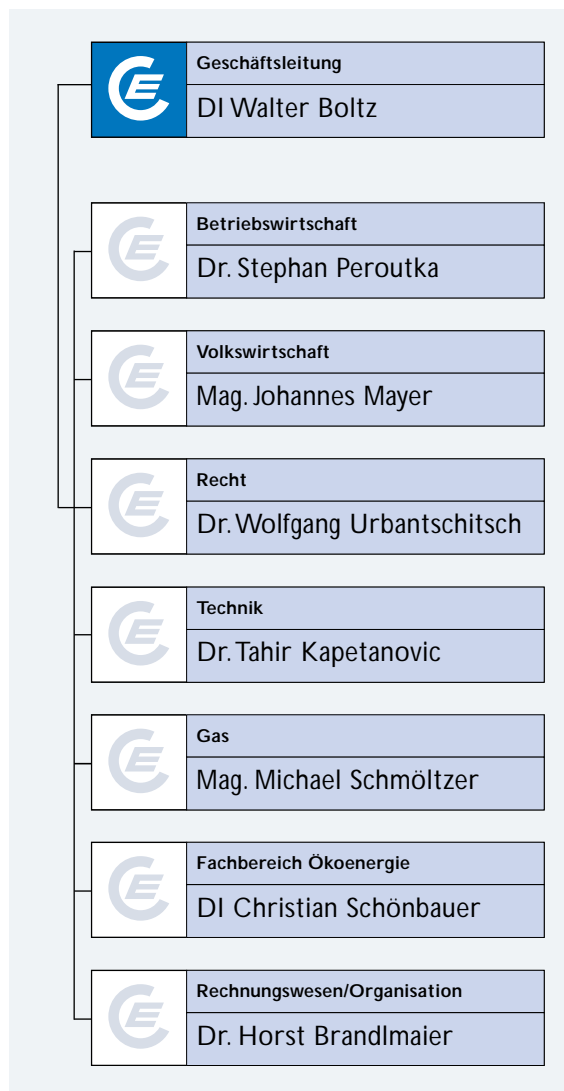 Geschäftsleitung
DI Walter Boltz
Betriebswirtschaft
Dr. Stephan Peroutka
Volkswirtschaft
Mag. Johannes Mayer
Recht
Dr. Wolfgang Urbantschitsch
Technik
Dr. Tahir Kapetanovic
Gas
Mag. Michael Schmöltzer
Fachbereich Ökoenergie
DI Christian Schönbauer
Rechnungswesen/Organisation
Dr. Horst Brandlmaier